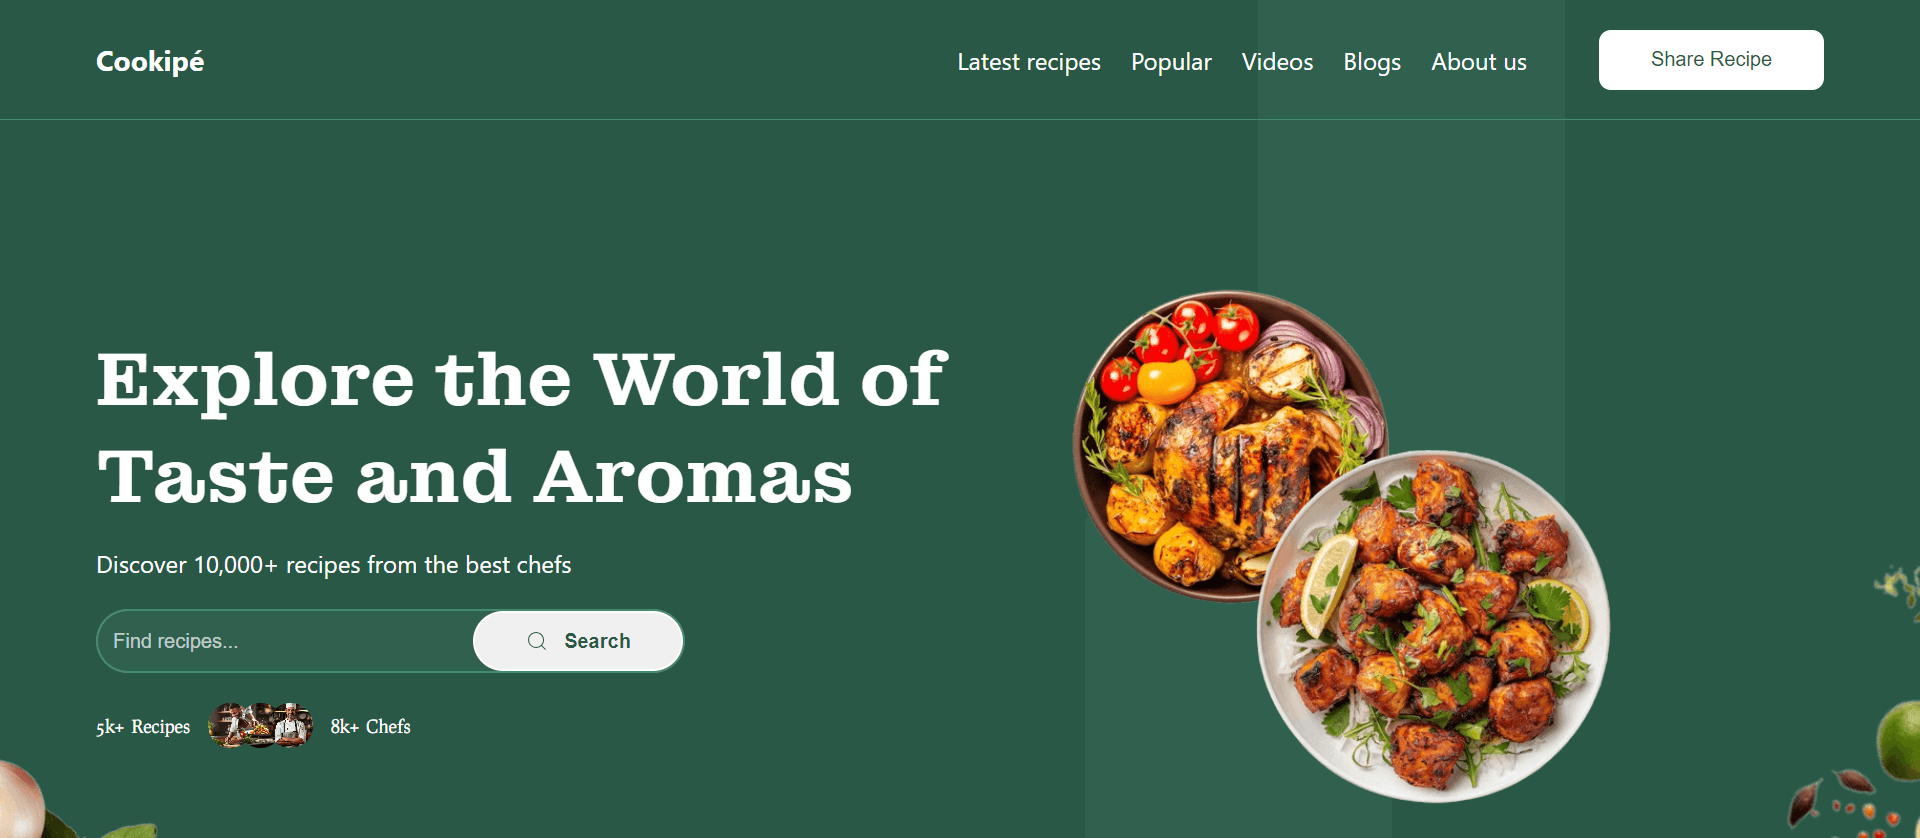 Cookipé
Latest recipes Popular Videos Blogs About us
Share Recipe
Explore the World of
Taste and Aromas
Discover 10,000+ recipes from the best chefs
Find recipes...
Search
5k+ Recipes
8k+ Chefs